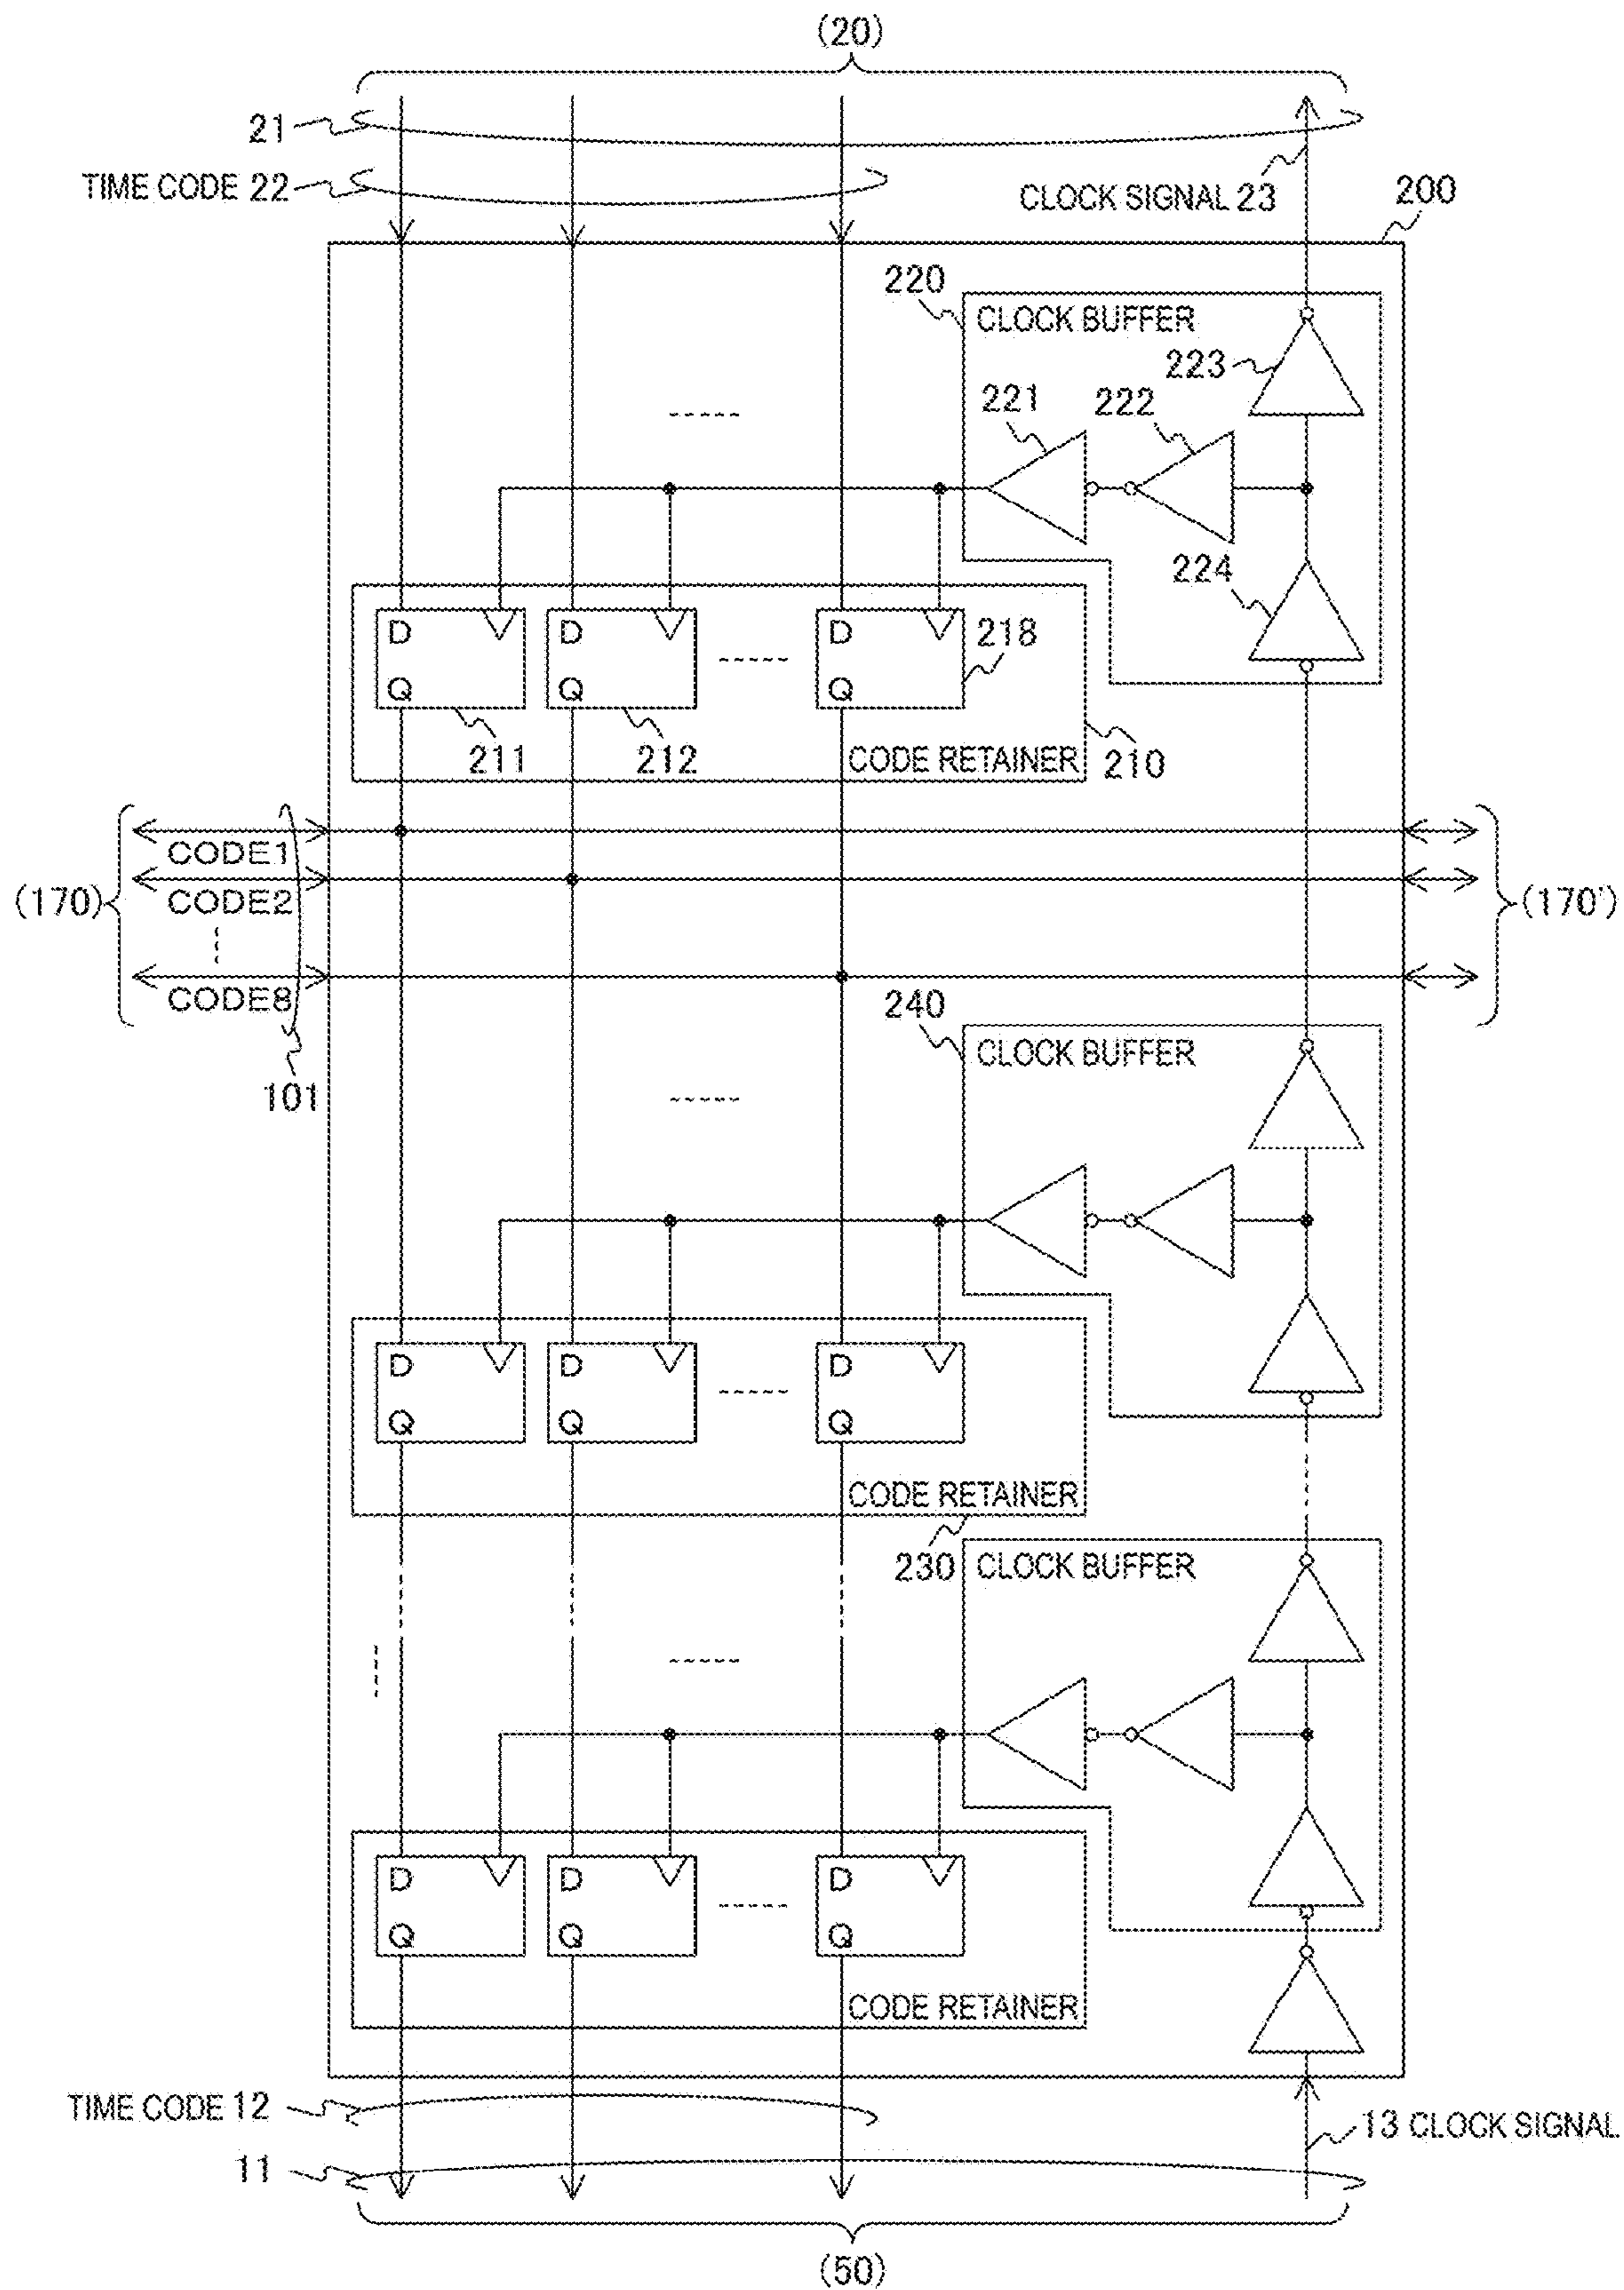 (20)
21
TIME CODE 22
CLOCK SIGNAL 23
200
220
CLOCK BUFFER
223
221
222
224
D
D
D
218
Q
Q
Q
211
212
CODE RETAINER
210
CODE1
(170)
CODE2
(170')
CODE8
240
CLOCK BUFFER
101
D
D
D
Q
Q
Q
CODE RETAINER
230
CLOCK BUFFER
D
D
D
Q
Q
Q
CODE RETAINER
TIME CODE 12
13 CLOCK SIGNAL
11
(50)